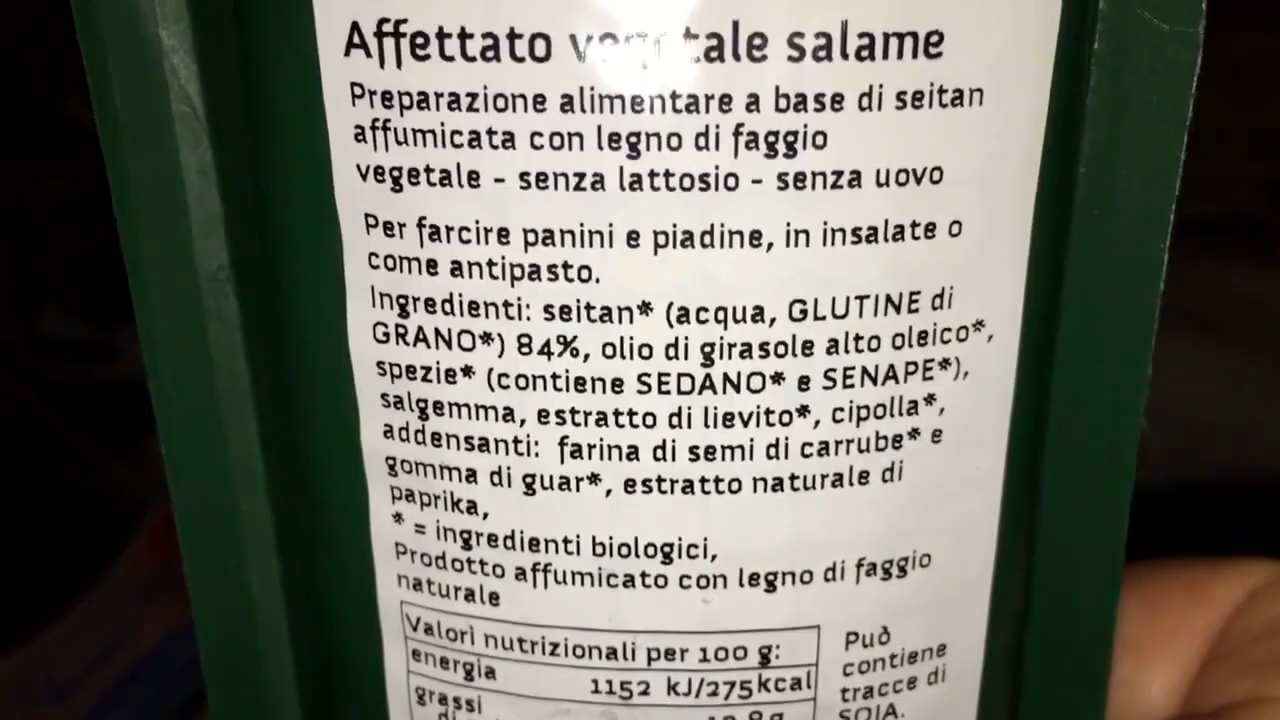 Affettato vegetale salame
Preparazione alimentare a base di seitan
affumicata con legno di faggio
vegetale - senza lattosio - senza uovo
Per farcire panini e piadine, in insalate o
come antipasto.
Ingredienti: seitan* (acqua, GLUTINE di
GRANO*) 84%, olio di girasole alto oleico*,
spezie* (contiene SEDANO* e SENAPE*),
salgemma, estratto di lievito*, cipolla*,
addensanti: farina di semi di carrube* e
gomma di guar*, estratto naturale di
paprika,
* = ingredienti biologici,
Prodotto affumicato con legno di faggio
naturale
Valori nutrizionali per 100 g:
energia 1152 kJ/275kcal
grassi
Può
contiene
tracce di
SOIA.